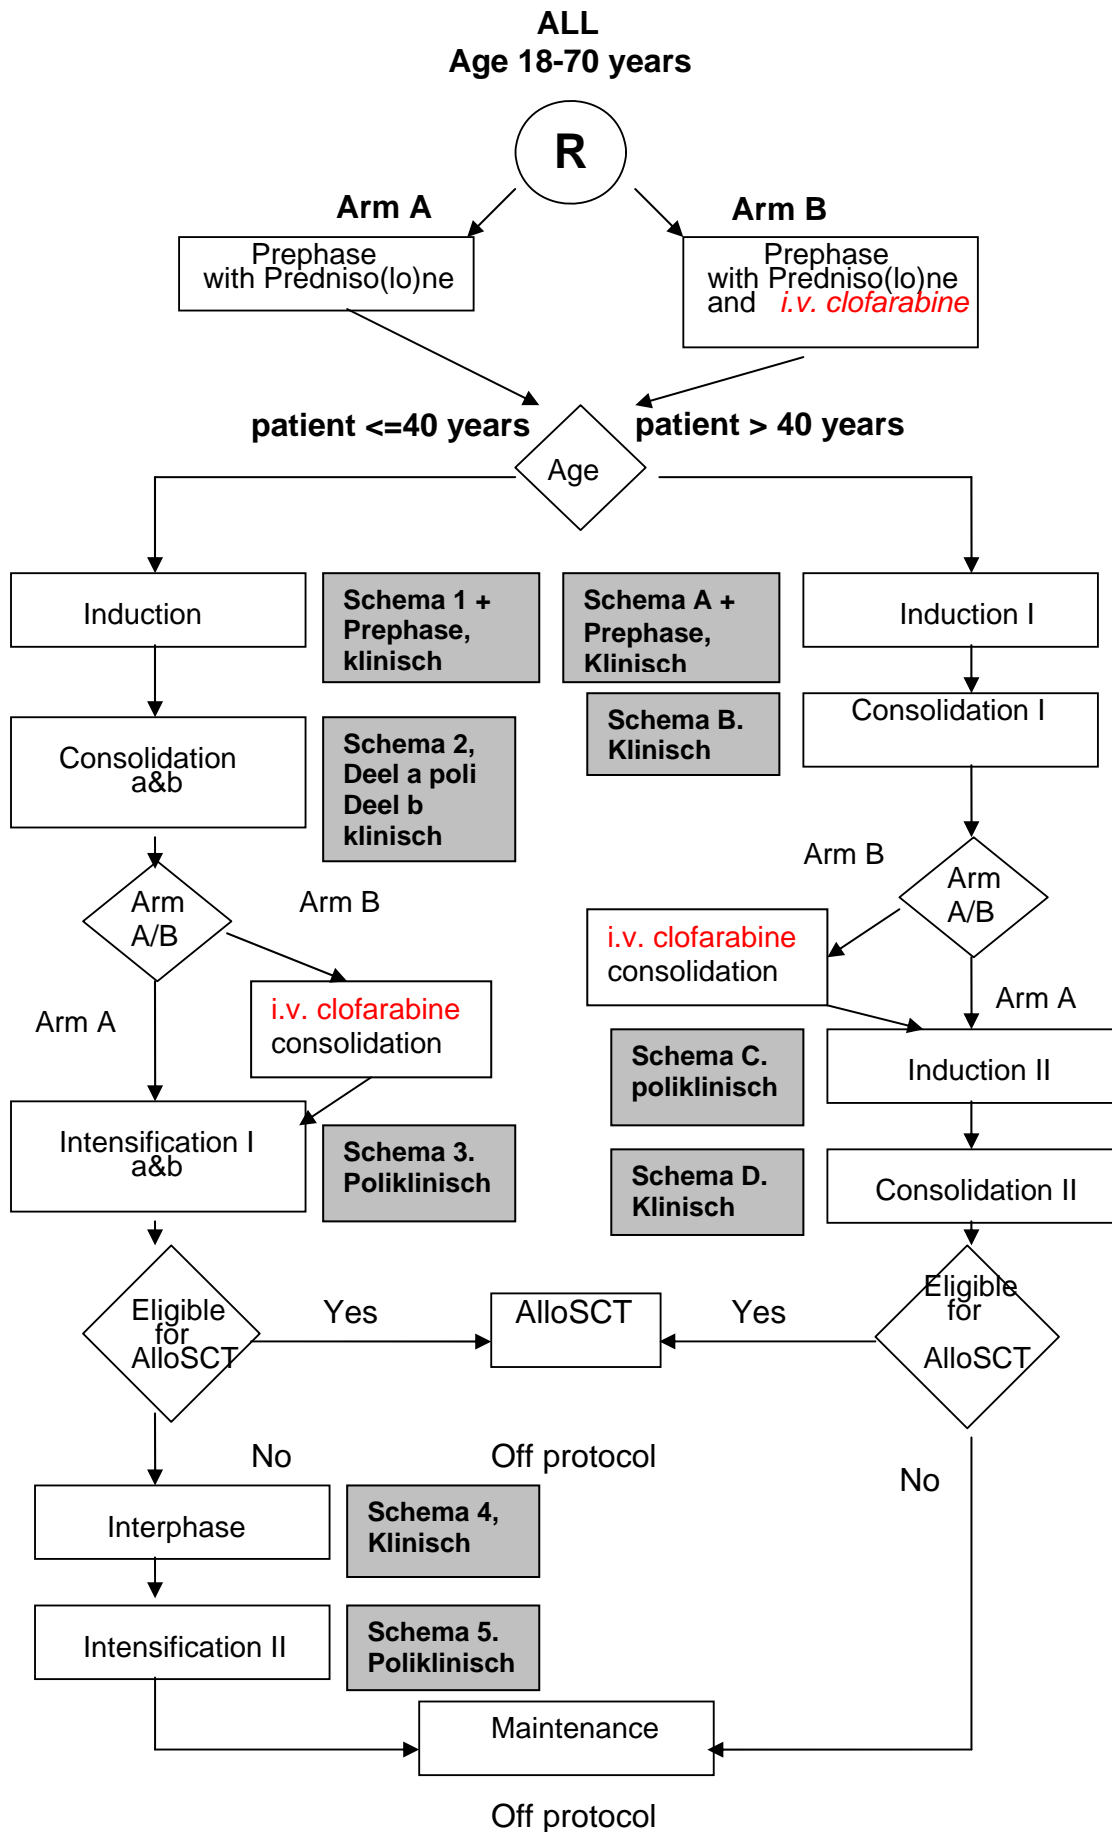 ALL
Age 18-70 years
R
Arm A
Arm B
Prephase
with Predniso(lo)ne
Prephase
with Predniso(lo)ne
and i.v. clofarabine
patient <=40 years
patient > 40 years
Age
Induction
Schema 1 +
Prephase,
klinisch
Schema A +
Prephase,
Klinisch
Induction I
Consolidation
a&b
Schema 2,
Deel a poli
Deel b
klinisch
Schema B.
Klinisch
Consolidation I
Arm
A/B
Arm B
Arm B
Arm
A/B
i.v. clofarabine
consolidation
Arm A
i.v. clofarabine
consolidation
Arm A
Schema C.
poliklinisch
Induction II
Intensification I
a&b
Schema 3.
Poliklinisch
Schema D.
Klinisch
Consolidation II
Eligible
for
AlloSCT
Yes
AlloSCT
Yes
Eligible
for
AlloSCT
No
Off protocol
No
Interphase
Schema 4,
Klinisch
Intensification II
Schema 5.
Poliklinisch
Maintenance
Off protocol